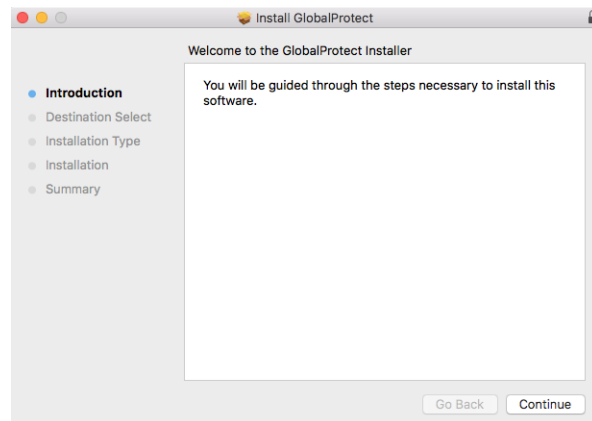 Install GlobalProtect
Welcome to the GlobalProtect Installer
Introduction
Destination Select
Installation Type
Installation
Summary
You will be guided through the steps necessary to install this
software.
Go Back
Continue